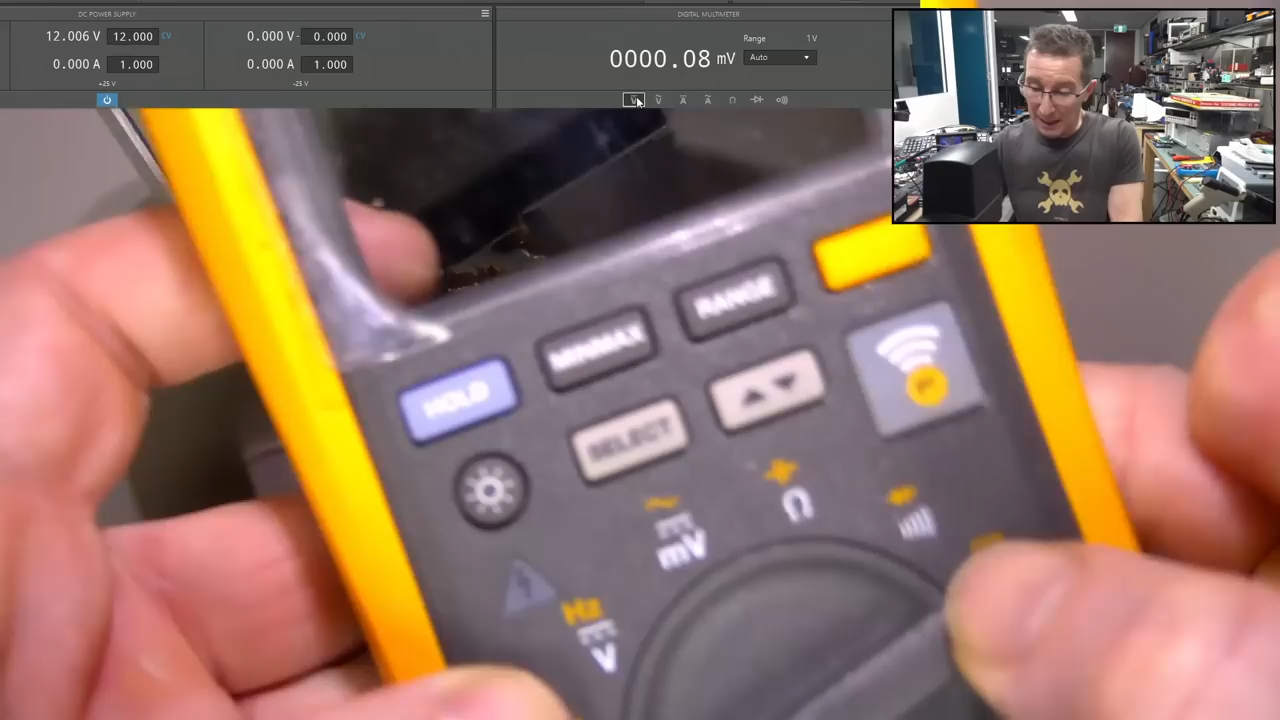 DC POWER SUPPLY
DIGITAL MULTIMETER
12.006 V 12.000 CV
0.000 V- 0.000 CV
0.000 A 1.000
0.000 A 1.000
+25 V
-25 V
0000.08 mV
Range 1 V
Auto
HOLD
MIN MAX
RANGE
SELECT
mV
Ω
Hz
V